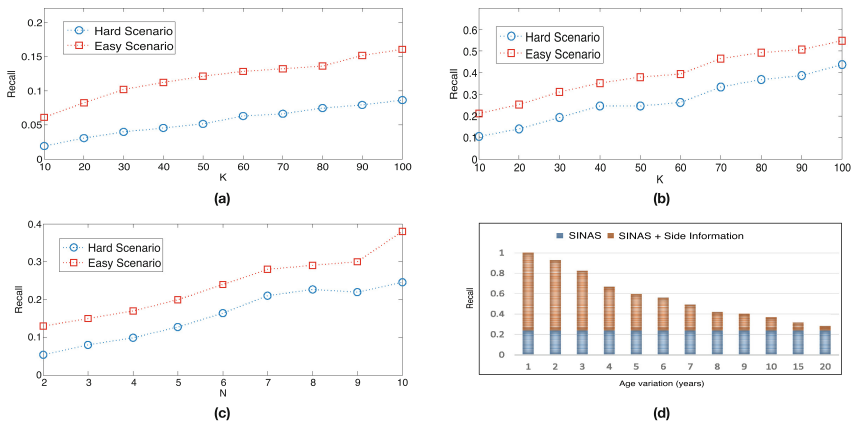 0.2
0.15
0.1
0.05
0
Recall
Hard Scenario
Easy Scenario
10 20 30 40 50 60 70 80 90 100
K
(a)
0.6
0.5
0.4
0.3
0.2
0.1
0
Recall
Hard Scenario
Easy Scenario
10 20 30 40 50 60 70 80 90 100
K
(b)
0.4
0.3
0.2
0.1
0
Recall
Hard Scenario
Easy Scenario
2 3 4 5 6 7 8 9 10
N
(c)
SINAS SINAS + Side Information
1
0.8
0.6
0.4
0.2
0
Recall
1 2 3 4 5 6 7 8 9 10 15 20
Age variation (years)
(d)